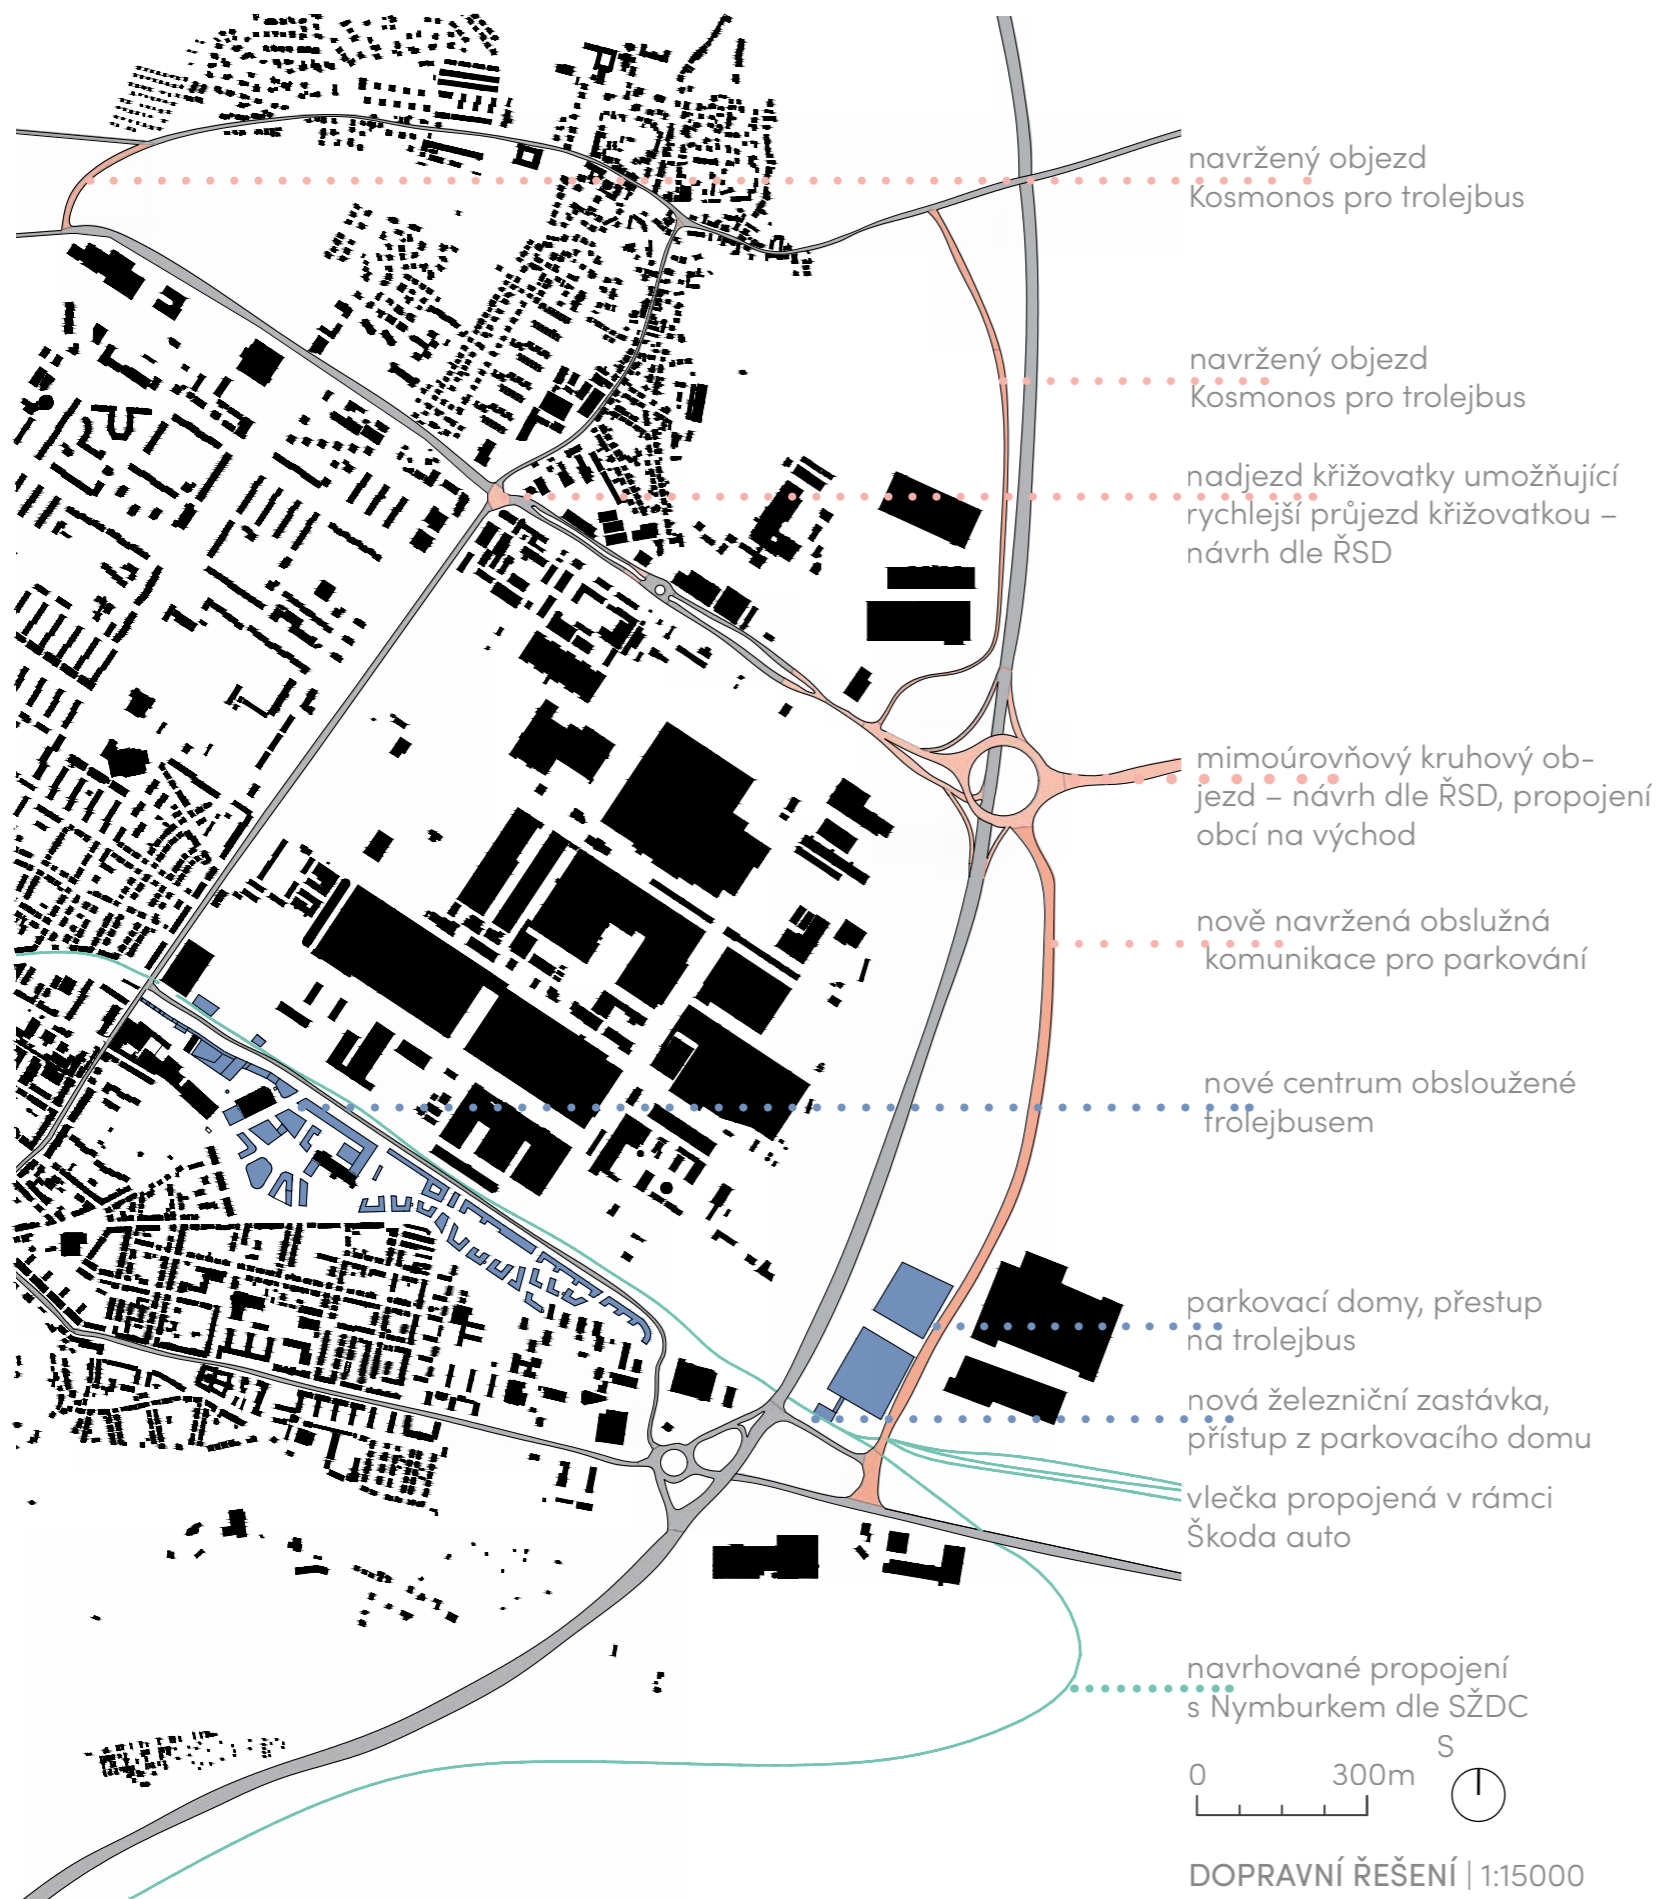 navržený objezd
Kosmonos pro trolejbus
navržený objezd
Kosmonos pro trolejbus
nadjezd křižovatky umožňující
rychlejší průjezd křižovatkou –
návrh dle ŘSD
mimoúrovňový kruhový ob-
jezd – návrh dle ŘSD, propojení
obcí na východ
nově navržená obslužná
komunikace pro parkování
nové centrum obsloužené
trolejbusem
parkovací domy, přestup
na trolejbus
nová železniční zastávka,
přístup z parkovacího domu
vlečka propojená v rámci
Škoda auto
navrhované propojení
s Nymburkem dle SŽDC
S
0 300m
DOPRAVNÍ ŘEŠENÍ | 1:15000